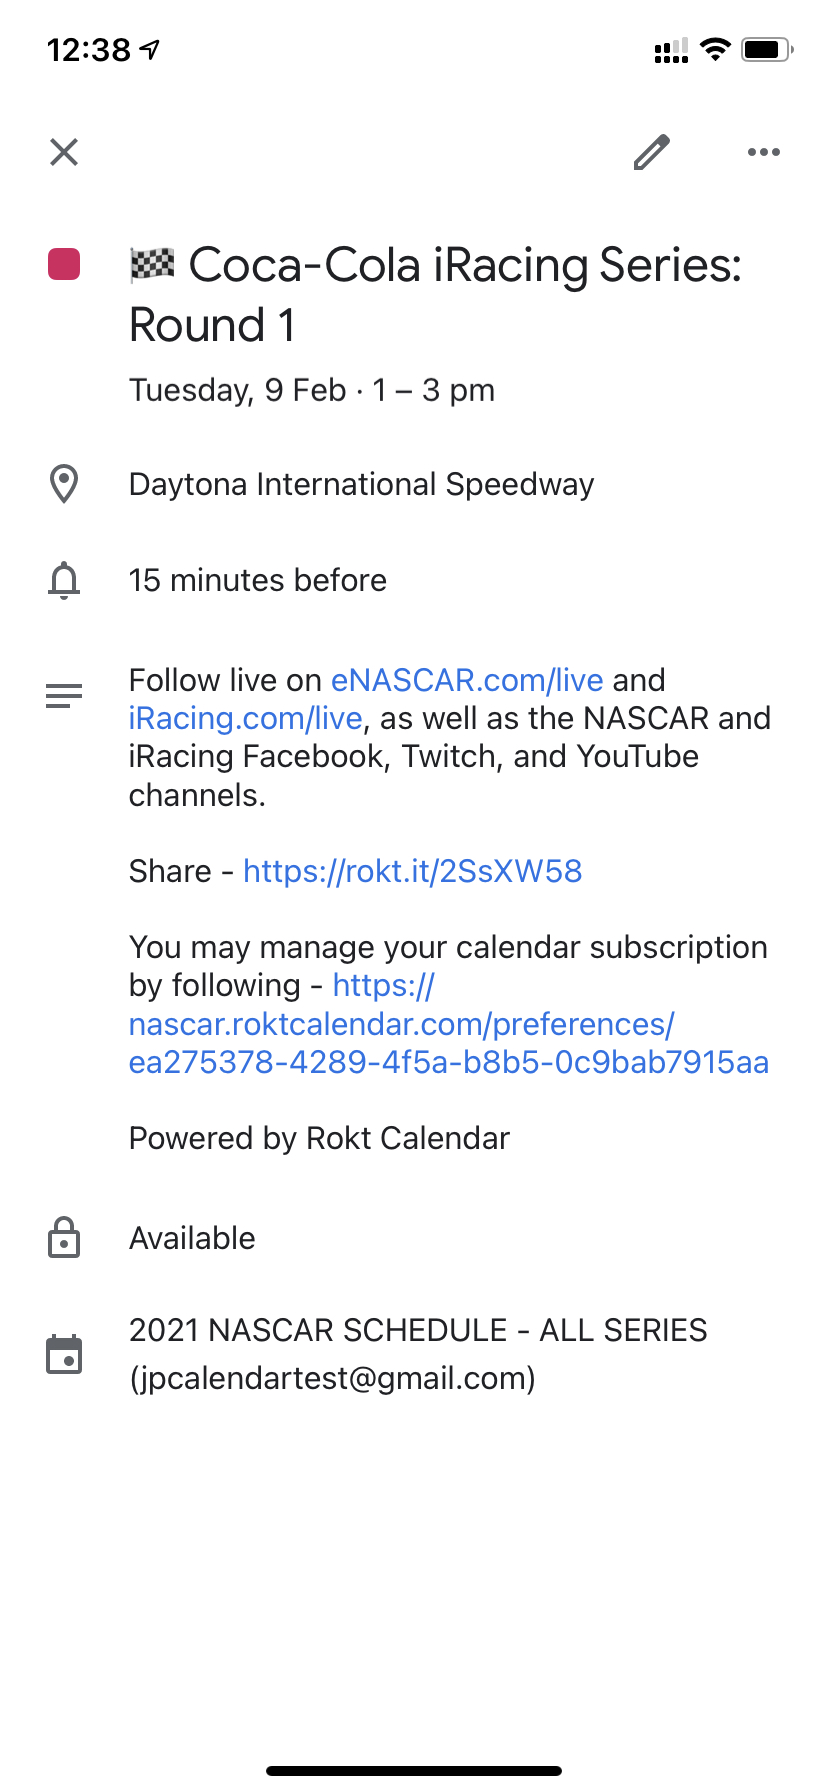 12:38
🏁 Coca-Cola iRacing Series:
Round 1
Tuesday, 9 Feb · 1 – 3 pm
Daytona International Speedway
15 minutes before
Follow live on eNASCAR.com/live and
iRacing.com/live, as well as the NASCAR and
iRacing Facebook, Twitch, and YouTube
channels.
Share - https://rokt.it/2SsXW58
You may manage your calendar subscription
by following - https://
nascar.roktcalendar.com/preferences/
ea275378-4289-4f5a-b8b5-0c9bab7915aa
Powered by Rokt Calendar
Available
2021 NASCAR SCHEDULE - ALL SERIES
(jpcalendartest@gmail.com)